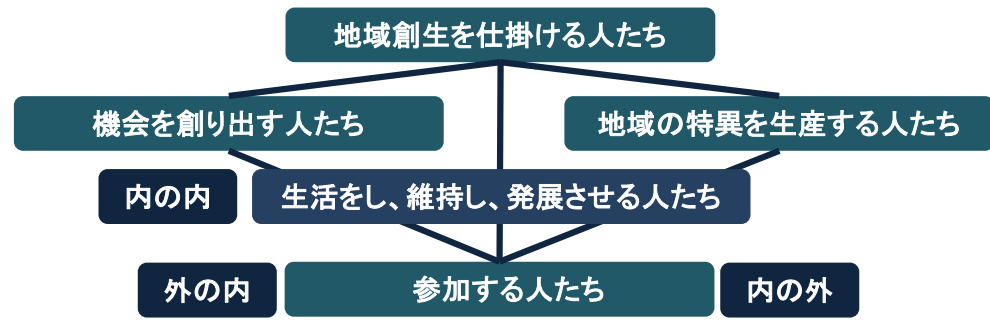 地域創生を仕掛ける人たち
機会を創り出す人たち
地域の特異を生産する人たち
内の内
生活をし、維持し、発展させる人たち
外の内
参加する人たち
内の外